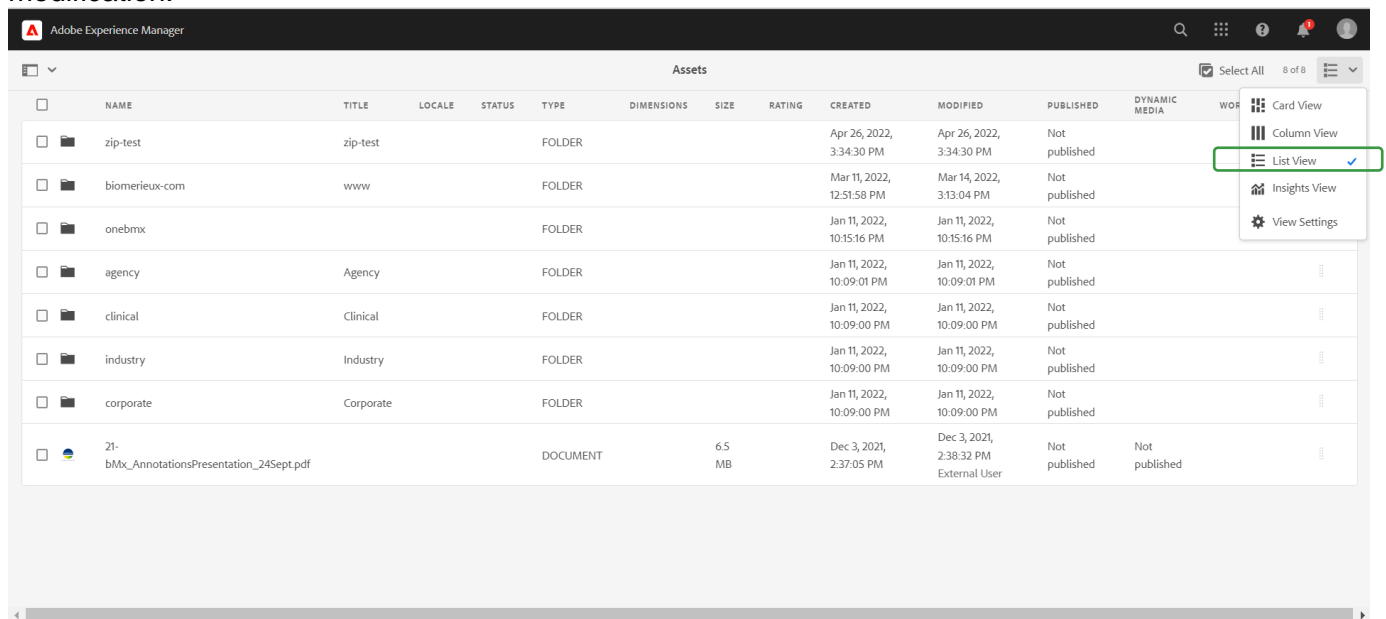 modification.
Adobe Experience Manager
1
Assets
Select All 8 of 8
NAME TITLE LOCALE STATUS TYPE DIMENSIONS SIZE RATING CREATED MODIFIED PUBLISHED DYNAMIC MEDIA WOR
Card View
Column View
List View
Insights View
View Settings
zip-test zip-test FOLDER Apr 26, 2022, Apr 26, 2022, Not
3:34:30 PM 3:34:30 PM published
biomerieux-com www FOLDER Mar 11, 2022, Mar 14, 2022, Not
12:51:58 PM 3:13:04 PM published
onebmx FOLDER Jan 11, 2022, Jan 11, 2022, Not
10:15:16 PM 10:15:16 PM published
agency Agency FOLDER Jan 11, 2022, Jan 11, 2022, Not
10:09:01 PM 10:09:01 PM published
clinical Clinical FOLDER Jan 11, 2022, Jan 11, 2022, Not
10:09:00 PM 10:09:00 PM published
industry Industry FOLDER Jan 11, 2022, Jan 11, 2022, Not
10:09:00 PM 10:09:00 PM published
corporate Corporate FOLDER Jan 11, 2022, Jan 11, 2022, Not
10:09:00 PM 10:09:00 PM published
21- DOCUMENT 6.5 Dec 3, 2021, Dec 3, 2021, Not Not
bMx_AnnotationsPresentation_24Sept.pdf MB 2:37:05 PM 2:38:32 PM published published
External User